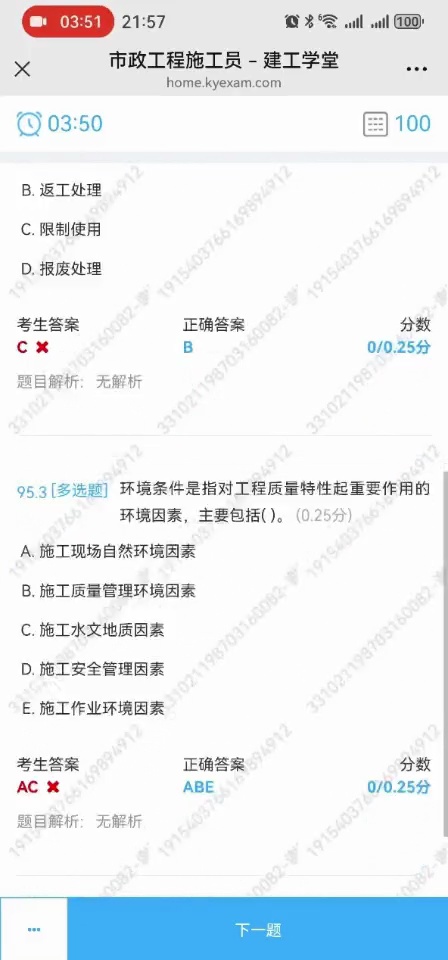 03:51 21:57 6 100
市政工程施工员 – 建工学堂
home.kyexam.com
03:50 100
B. 返工处理
C. 限制使用
D. 报废处理
考生答案 正确答案 分数
C B 0/0.25分
题目解析: 无解析
95.3 [多选题] 环境条件是指对工程质量特性起重要作用的
环境因素，主要包括( )。 (0.25分)
A. 施工现场自然环境因素
B. 施工质量管理环境因素
C. 施工水文地质因素
D. 施工安全管理因素
E. 施工作业环境因素
考生答案 正确答案 分数
AC ABE 0/0.25分
题目解析: 无解析
下一题